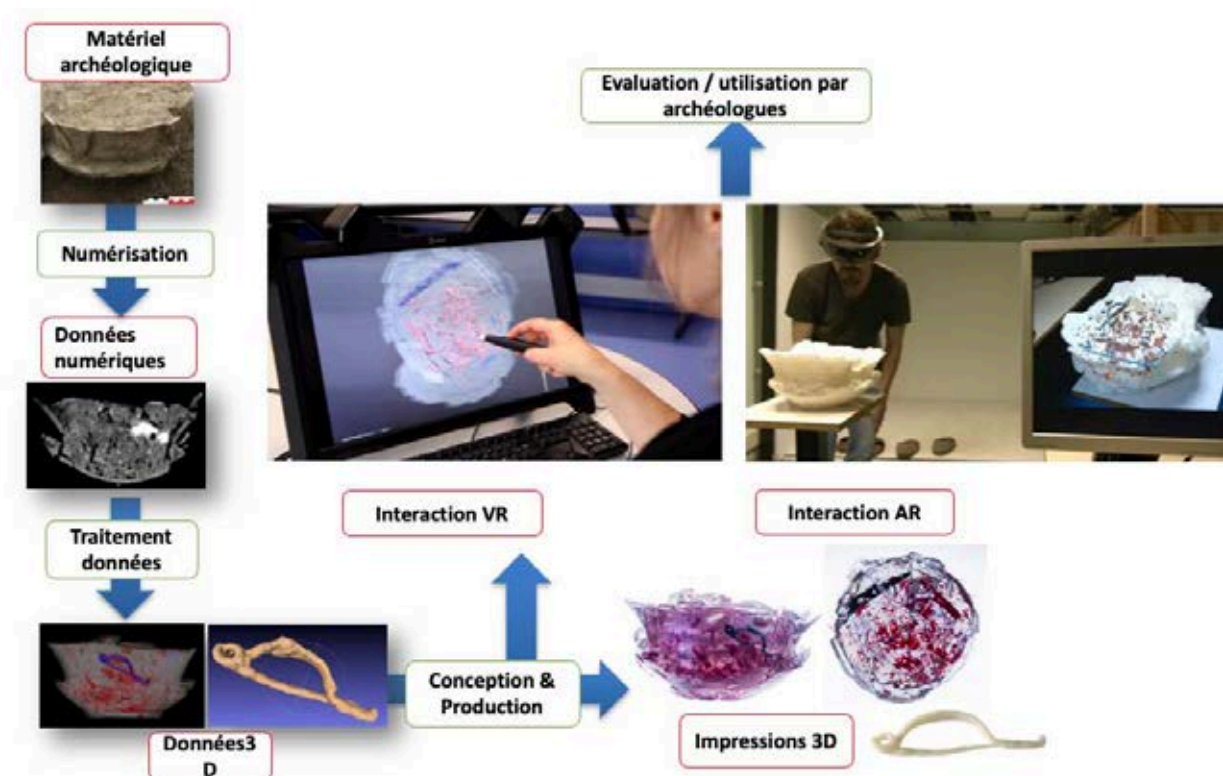 Matériel
archéologique
Numérisation
Données
numériques
Traitement
données
Données3
D
Conception &
Production
Interaction VR
Interaction AR
Evaluation / utilisation par
archéologues
Impressions 3D